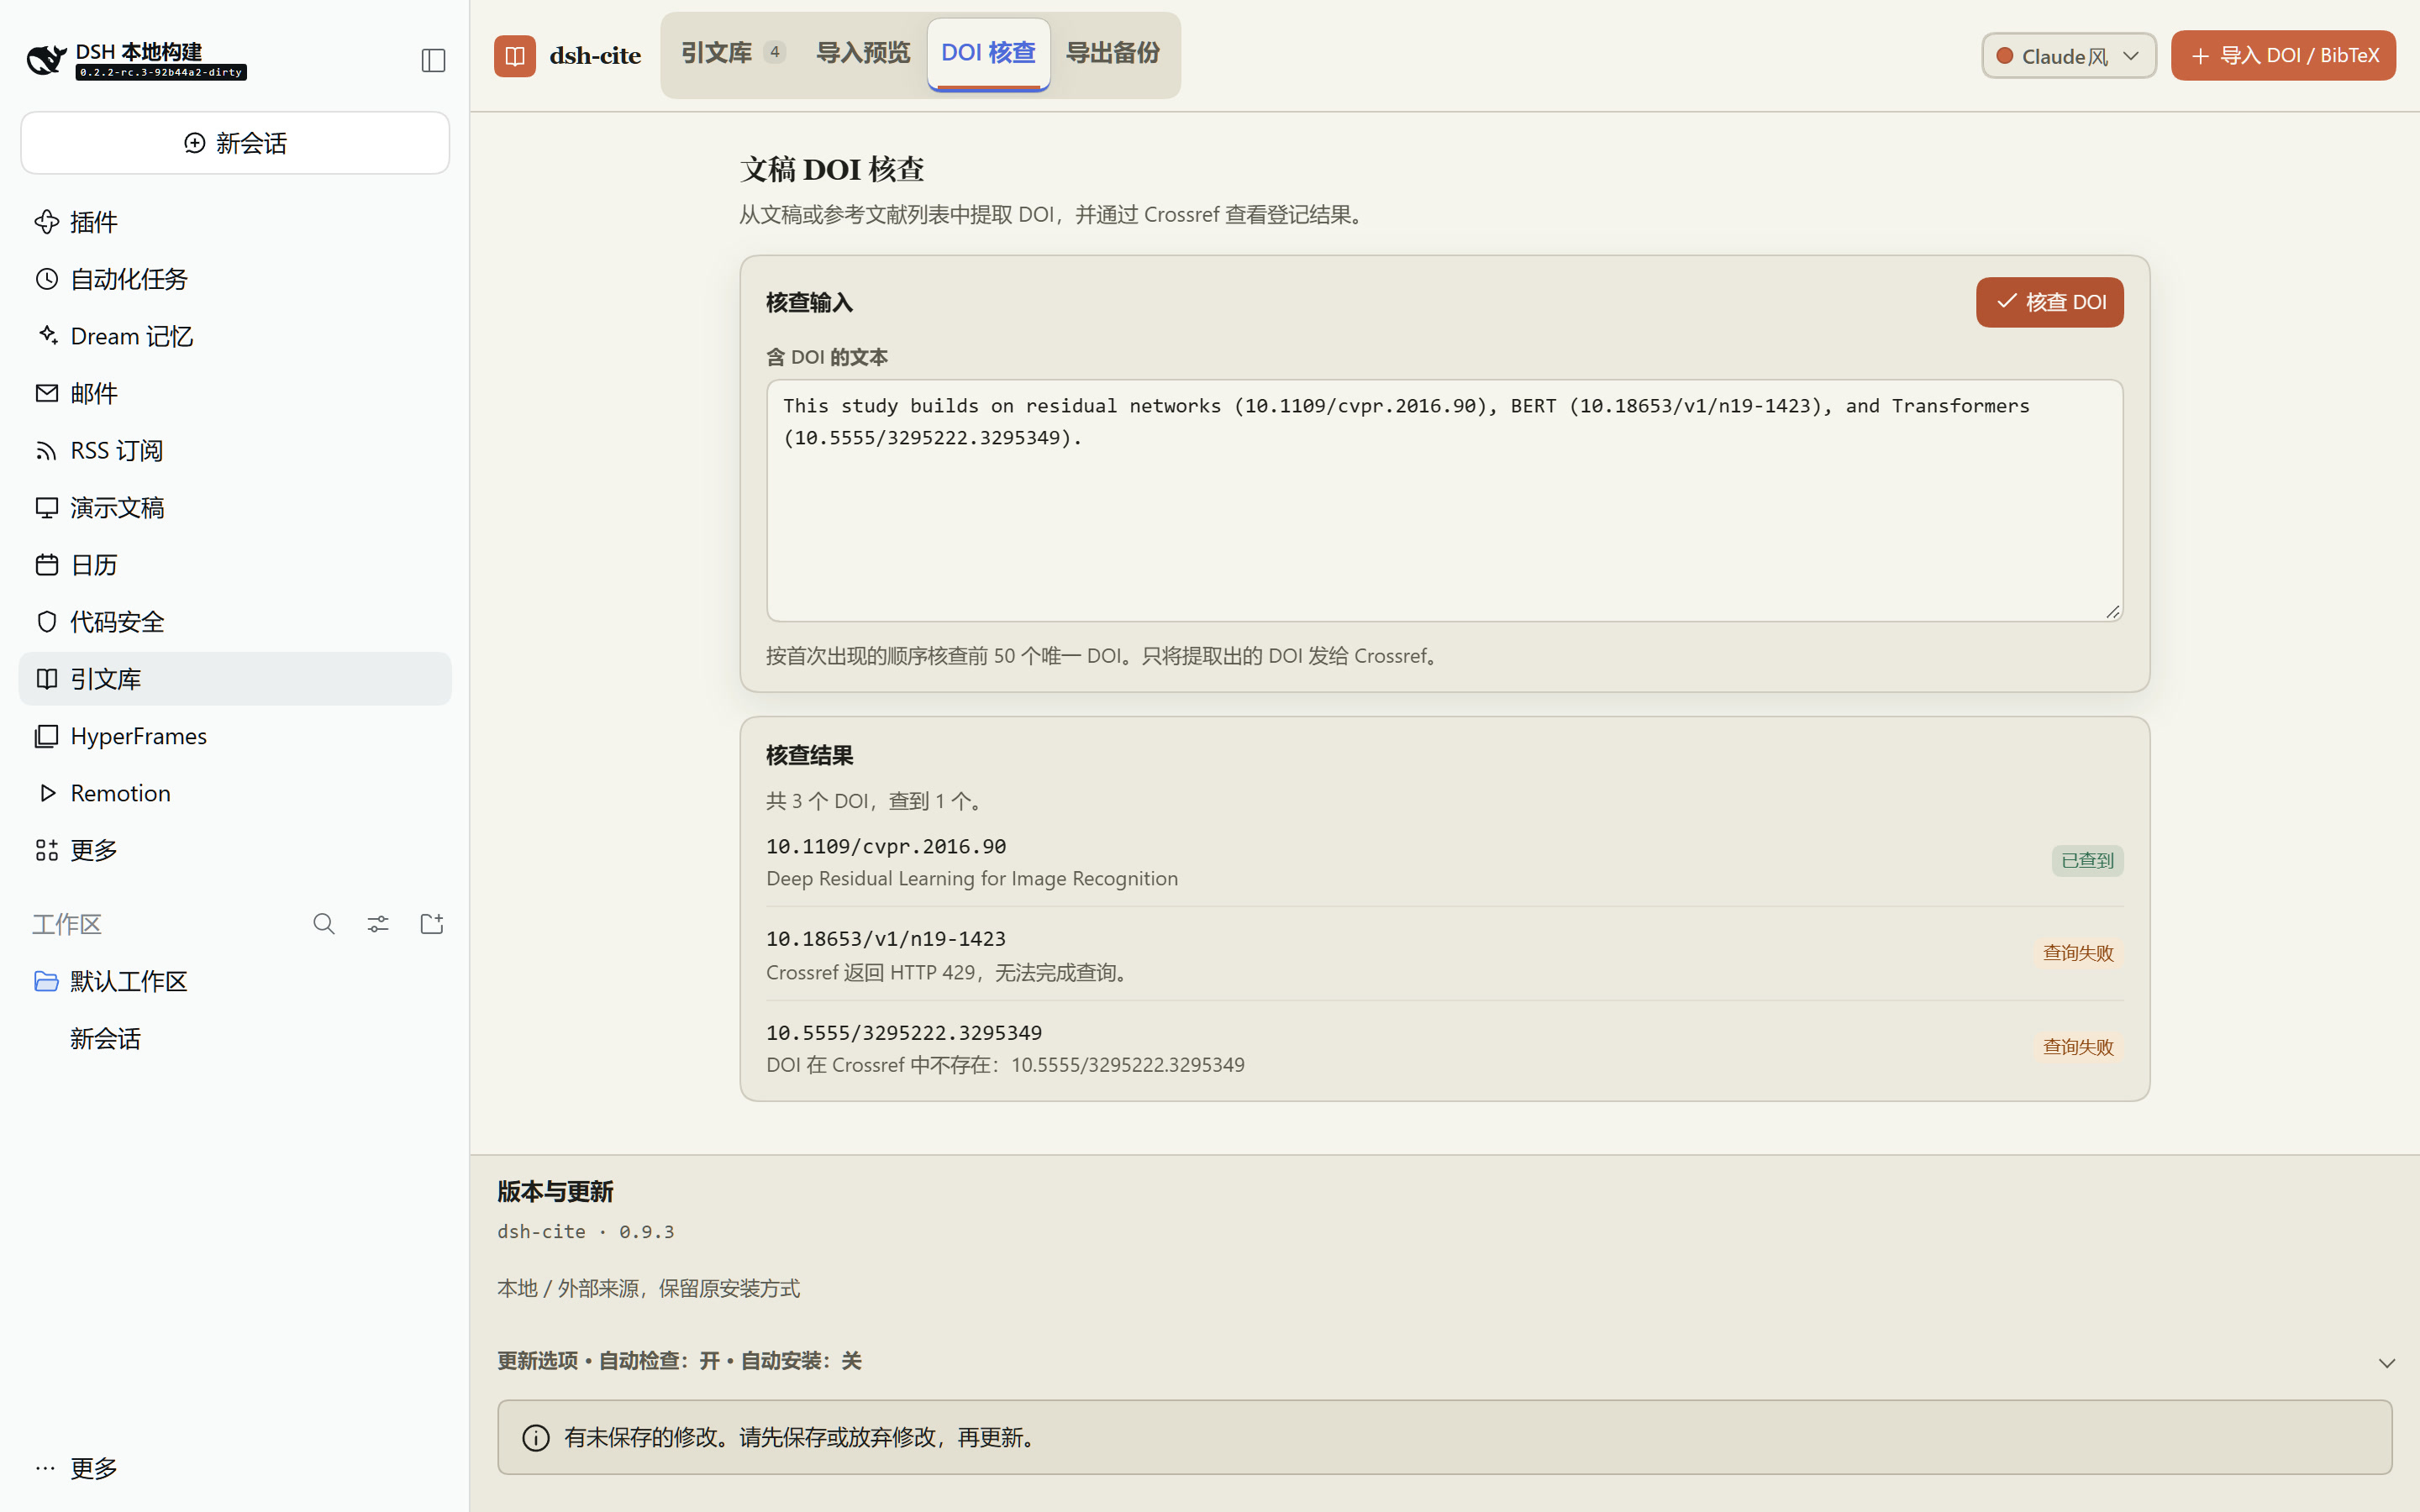 DSH 本地构建
0.2.2-rc.3-92b44a2-dirty
新会话
插件
自动化任务
Dream 记忆
邮件
RSS 订阅
演示文稿
日历
代码安全
引文库
HyperFrames
Remotion
更多
工作区
默认工作区
新会话
更多
dsh-cite
引文库 4
导入预览
DOI 核查
导出备份
Claude风
导入 DOI / BibTeX
文稿 DOI 核查
从文稿或参考文献列表中提取 DOI，并通过 Crossref 查看登记结果。
核查输入
核查 DOI
含 DOI 的文本
This study builds on residual networks (10.1109/cvpr.2016.90), BERT (10.18653/v1/n19-1423), and Transformers
(10.5555/3295222.3295349).
按首次出现的顺序核查前 50 个唯一 DOI。只将提取出的 DOI 发给 Crossref。
核查结果
共 3 个 DOI，查到 1 个。
10.1109/cvpr.2016.90
Deep Residual Learning for Image Recognition
已查到
10.18653/v1/n19-1423
Crossref 返回 HTTP 429，无法完成查询。
查询失败
10.5555/3295222.3295349
DOI 在 Crossref 中不存在：10.5555/3295222.3295349
查询失败
版本与更新
dsh-cite · 0.9.3
本地 / 外部来源，保留原安装方式
更新选项 • 自动检查：开 • 自动安装：关
有未保存的修改。请先保存或放弃修改，再更新。